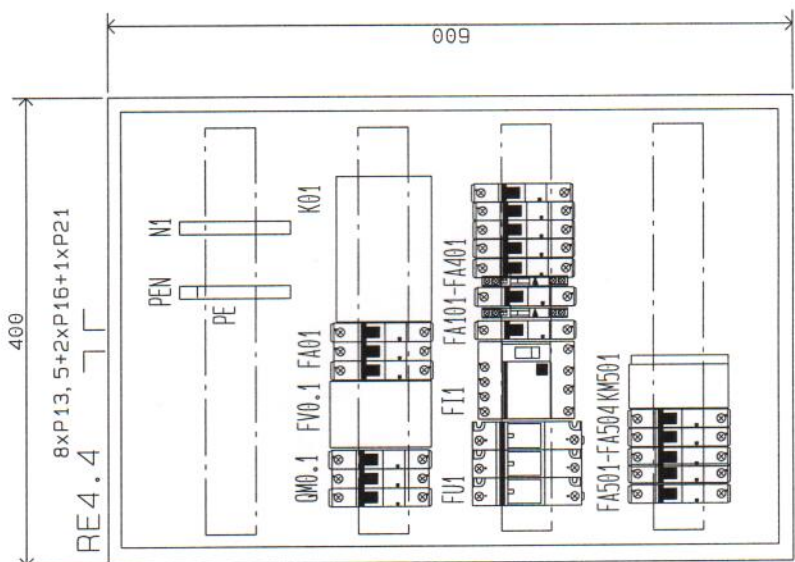 600
400
RE4.4
8xP13,5+2xP16+1xP21
PEN
N1
PE
QM0.1
FV0.1
FA01
K01
FU1
FI1
FA101-FA401
FA501-FA504
KM501